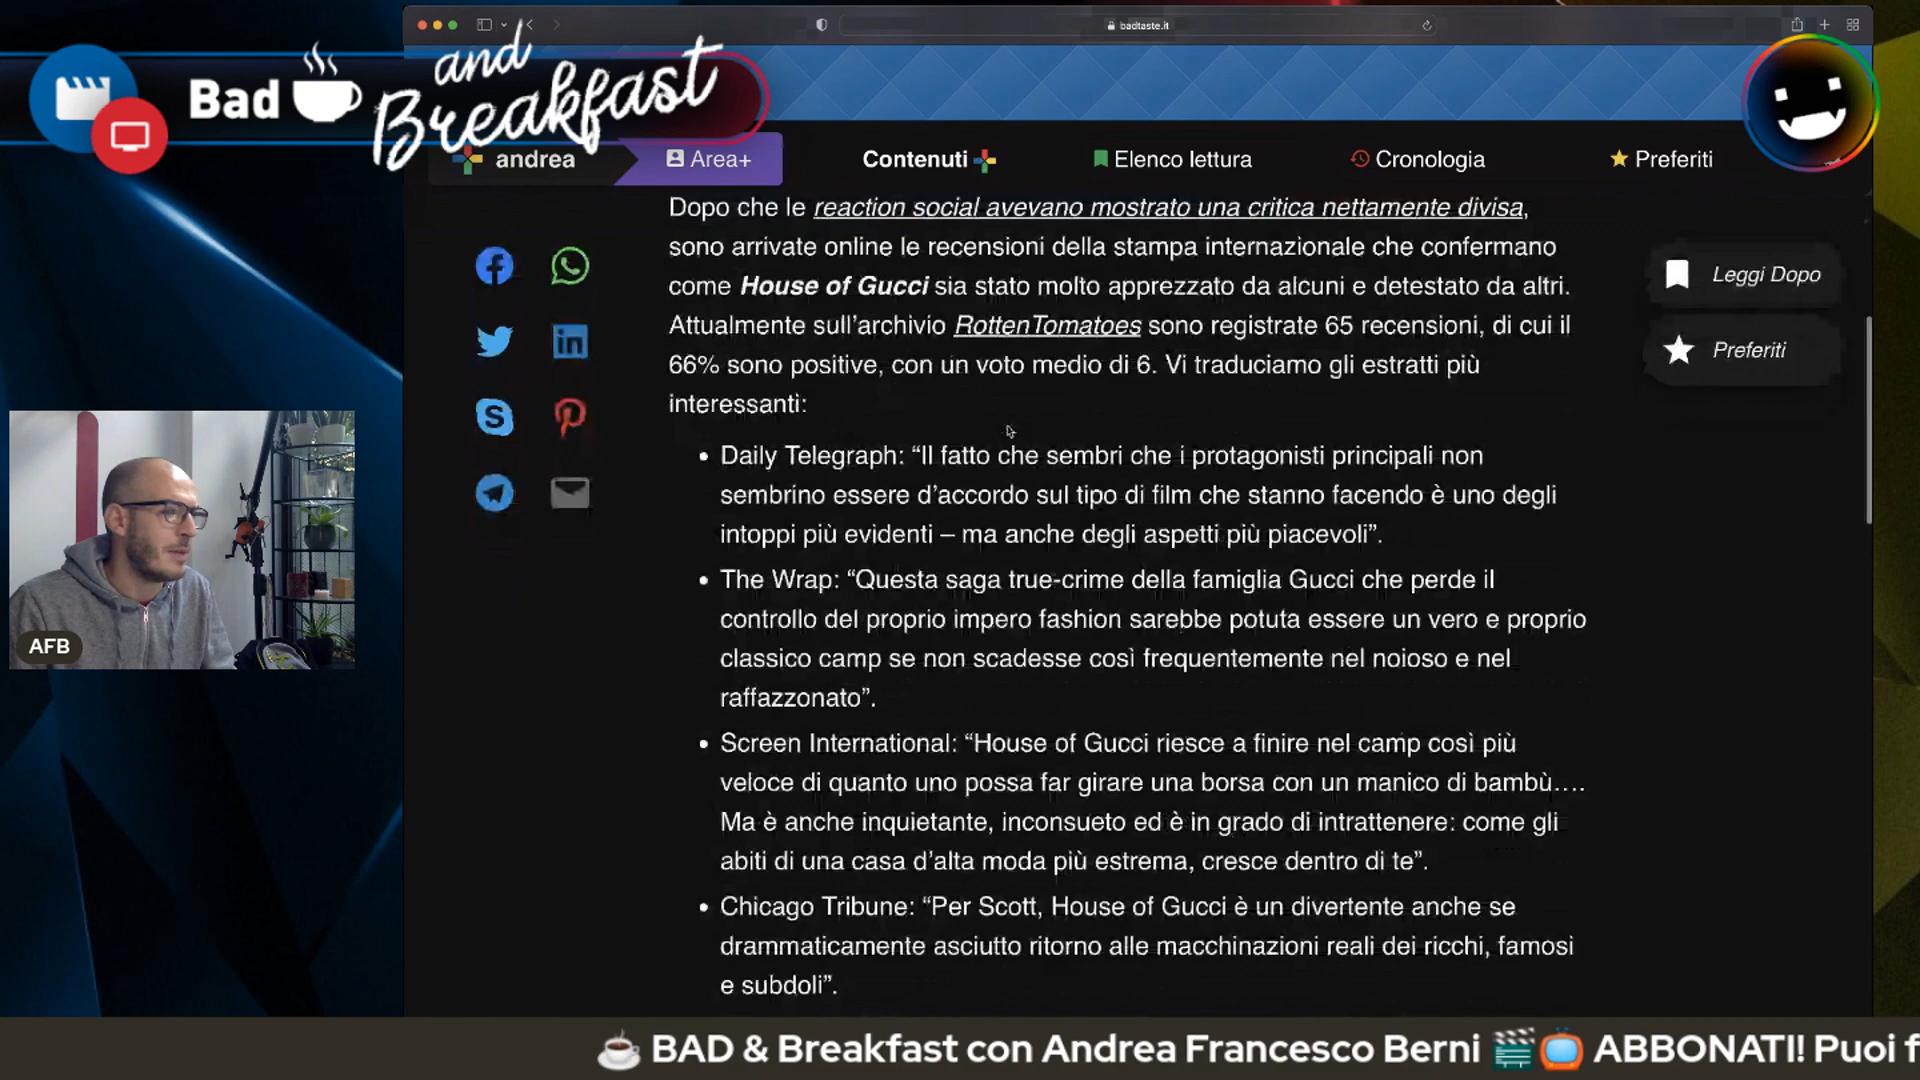 badtaste.it
Bad and
Breakfast
andrea
Area+
Contenuti
Elenco lettura
Cronologia
Preferiti
Dopo che le reaction social avevano mostrato una critica nettamente divisa,
sono arrivate online le recensioni della stampa internazionale che confermano
come House of Gucci sia stato molto apprezzato da alcuni e detestato da altri.
Attualmente sull'archivio RottenTomatoes sono registrate 65 recensioni, di cui il
66% sono positive, con un voto medio di 6. Vi traduciamo gli estratti più
interessanti:
Leggi Dopo
Preferiti
• Daily Telegraph: “Il fatto che sembri che i protagonisti principali non
sembrino essere d'accordo sul tipo di film che stanno facendo è uno degli
intoppi più evidenti – ma anche degli aspetti più piacevoli”.
• The Wrap: “Questa saga true-crime della famiglia Gucci che perde il
controllo del proprio impero fashion sarebbe potuta essere un vero e proprio
classico camp se non scadesse così frequentemente nel noioso e nel
raffazzonato”.
• Screen International: “House of Gucci riesce a finire nel camp così più
veloce di quanto uno possa far girare una borsa con un manico di bambù….
Ma è anche inquietante, inconsueto ed è in grado di intrattenere: come gli
abiti di una casa d'alta moda più estrema, cresce dentro di te”.
• Chicago Tribune: “Per Scott, House of Gucci è un divertente anche se
drammaticamente asciutto ritorno alle macchinazioni reali dei ricchi, famosi
e subdoli”.
AFB
BAD & Breakfast con Andrea Francesco Berni ABBONATI! Puoi f